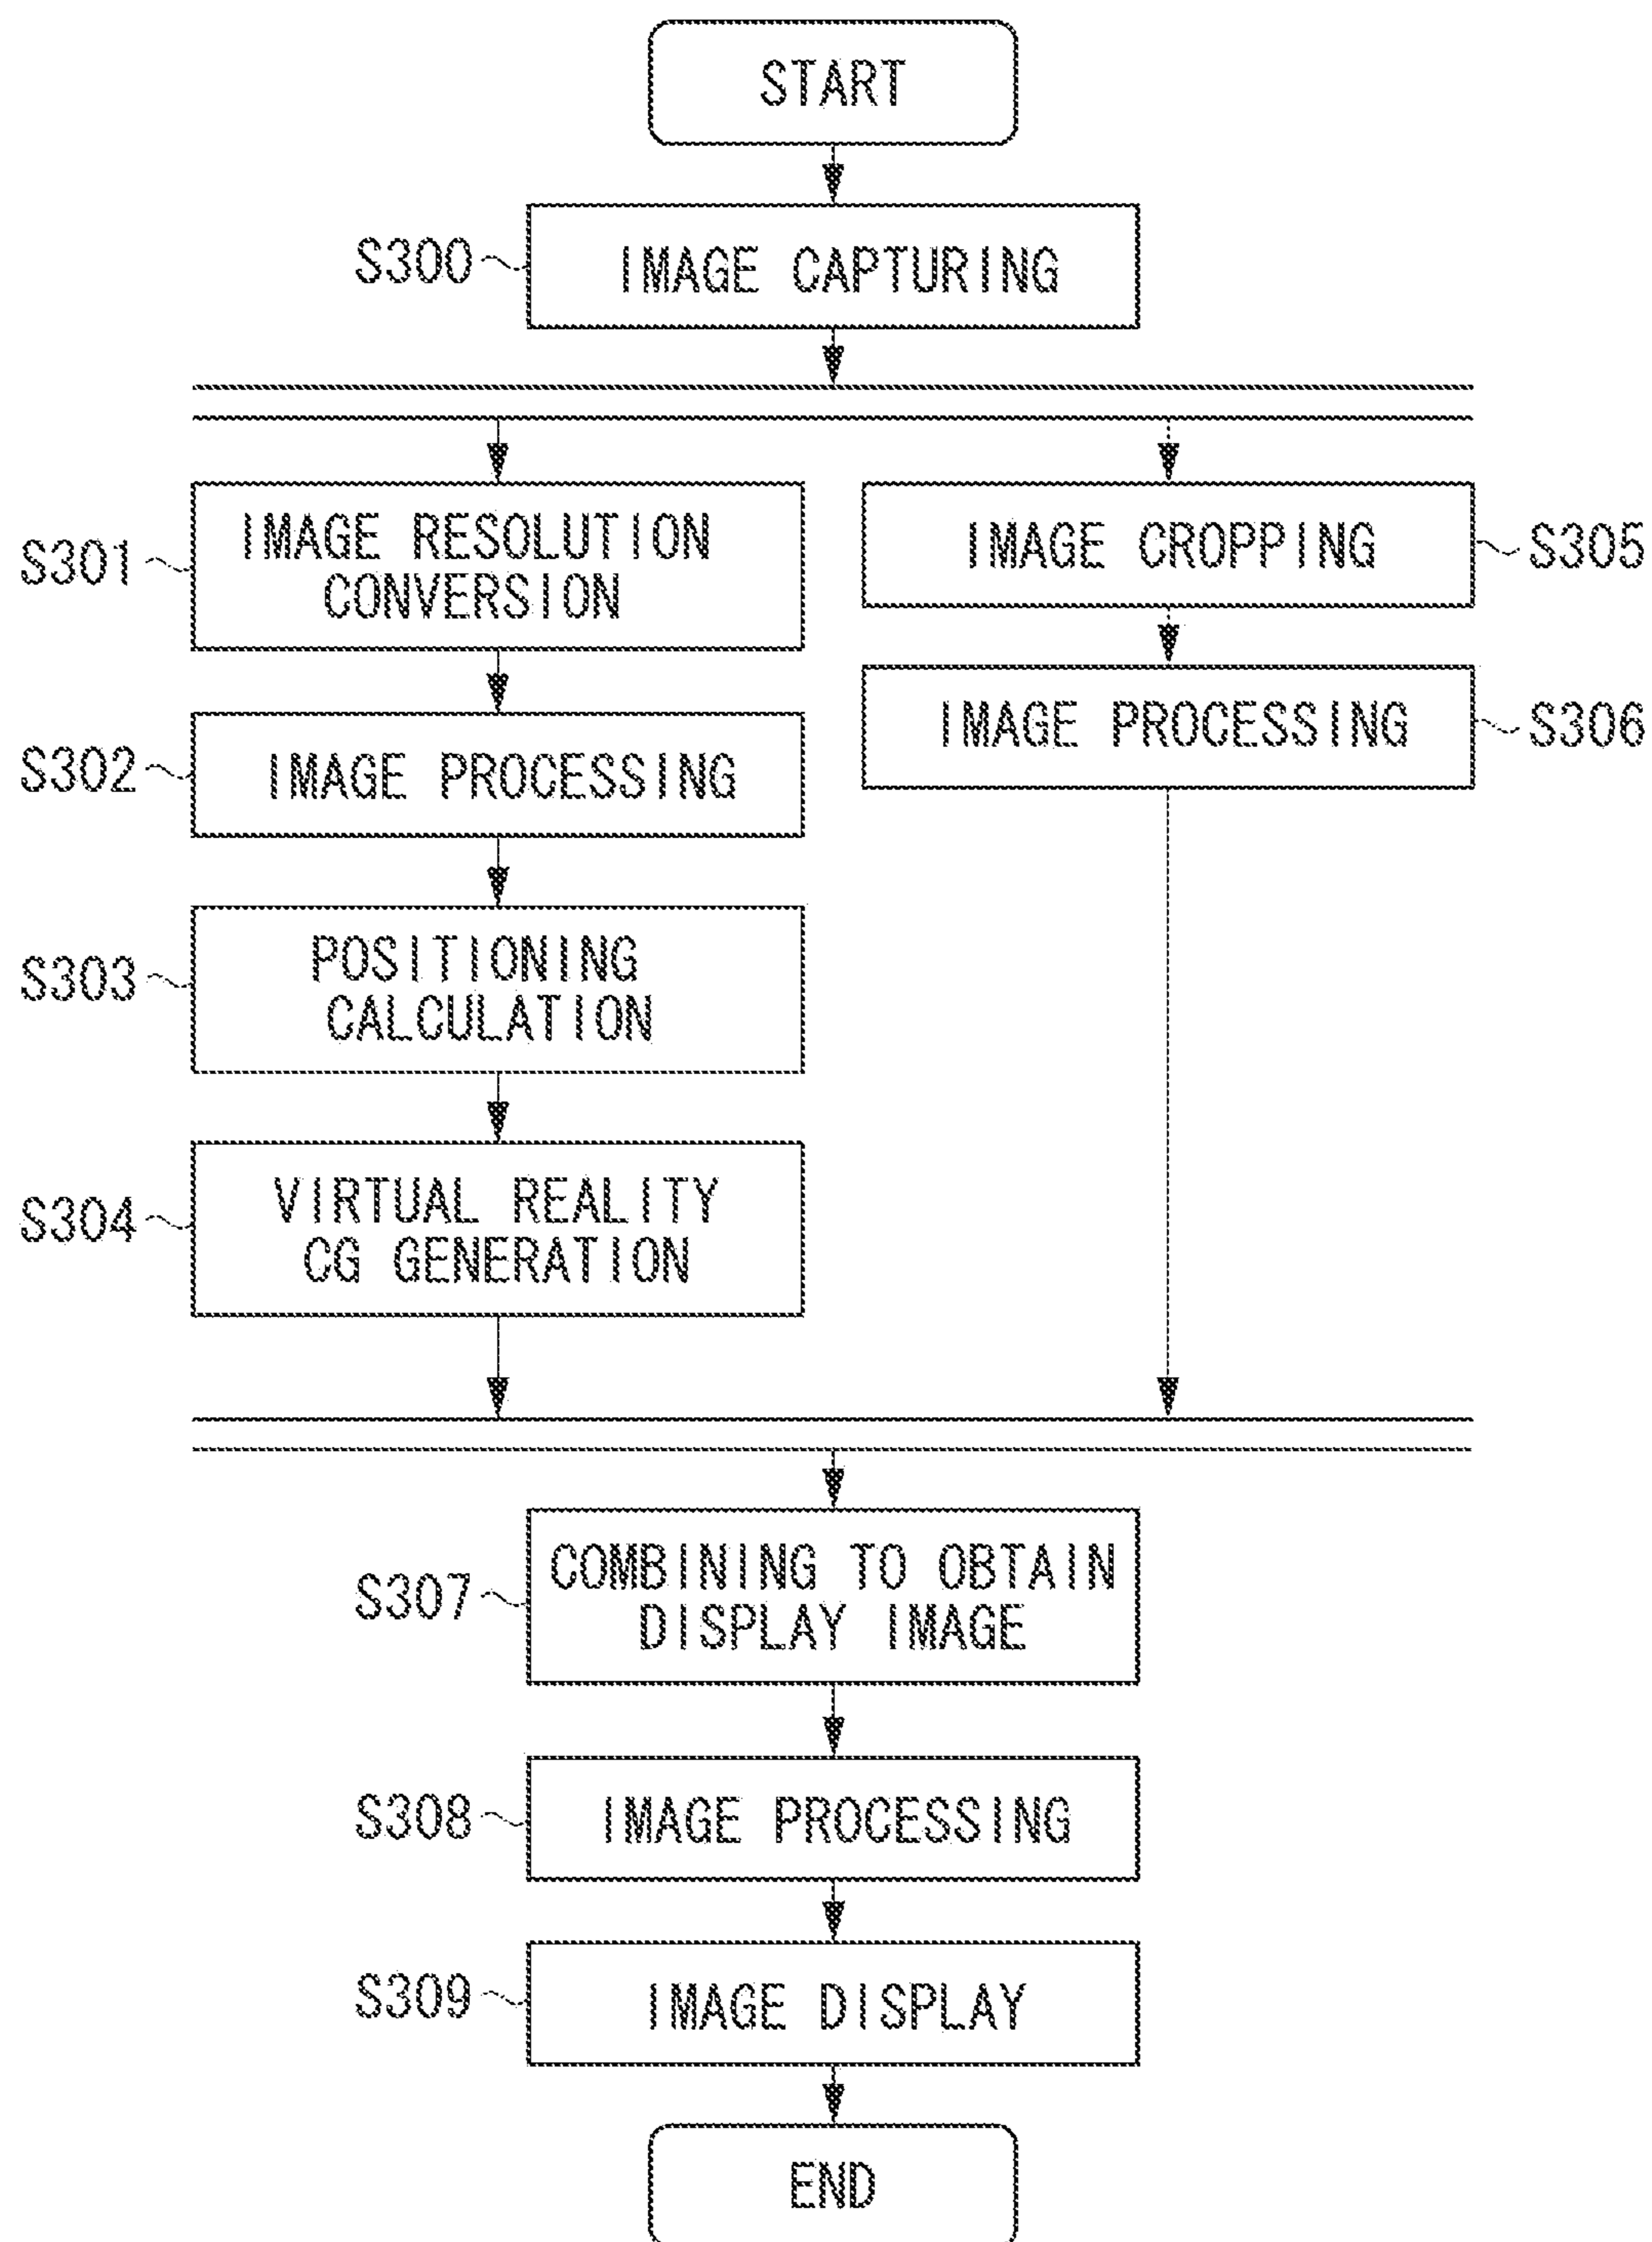 START
S300
IMAGE CAPTURING
S301
IMAGE RESOLUTION
CONVERSION
S302
IMAGE PROCESSING
S303
POSITIONING
CALCULATION
S304
VIRTUAL REALITY
CG GENERATION
IMAGE CROPPING
S305
IMAGE PROCESSING
S306
S307
COMBINING TO OBTAIN
DISPLAY IMAGE
S308
IMAGE PROCESSING
S309
IMAGE DISPLAY
END